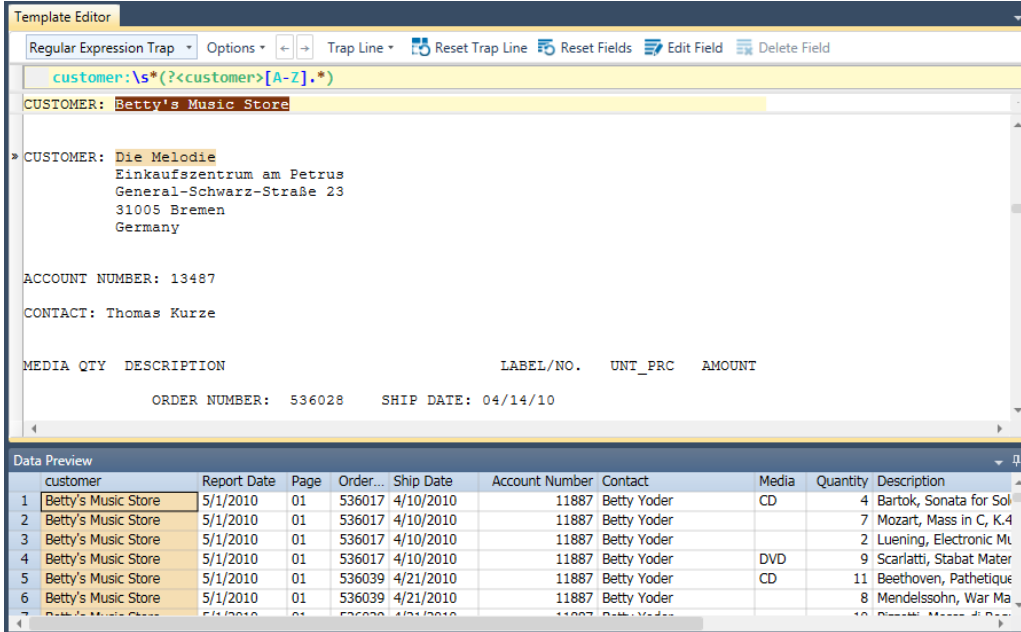 Template Editor
Regular Expression Trap Options Trap Line Reset Trap Line Reset Fields Edit Field Delete Field
customer:\s*(?<customer>[A-Z].*)
CUSTOMER: Betty's Music Store
» CUSTOMER: Die Melodie
Einkaufszentrum am Petrus
General-Schwarz-Straße 23
31005 Bremen
Germany
ACCOUNT NUMBER: 13487
CONTACT: Thomas Kurze
MEDIA QTY DESCRIPTION LABEL/NO. UNT_PRC AMOUNT
ORDER NUMBER: 536028 SHIP DATE: 04/14/10
Data Preview
customer Report Date Page Order... Ship Date Account Number Contact Media Quantity Description
1 Betty's Music Store 5/1/2010 01 536017 4/10/2010 11887 Betty Yoder CD 4 Bartok, Sonata for Sol
2 Betty's Music Store 5/1/2010 01 536017 4/10/2010 11887 Betty Yoder 7 Mozart, Mass in C, K.4
3 Betty's Music Store 5/1/2010 01 536017 4/10/2010 11887 Betty Yoder 2 Luening, Electronic Mu
4 Betty's Music Store 5/1/2010 01 536017 4/10/2010 11887 Betty Yoder DVD 9 Scarlatti, Stabat Mater
5 Betty's Music Store 5/1/2010 01 536039 4/21/2010 11887 Betty Yoder CD 11 Beethoven, Pathetique
6 Betty's Music Store 5/1/2010 01 536039 4/21/2010 11887 Betty Yoder 8 Mendelssohn, War Ma